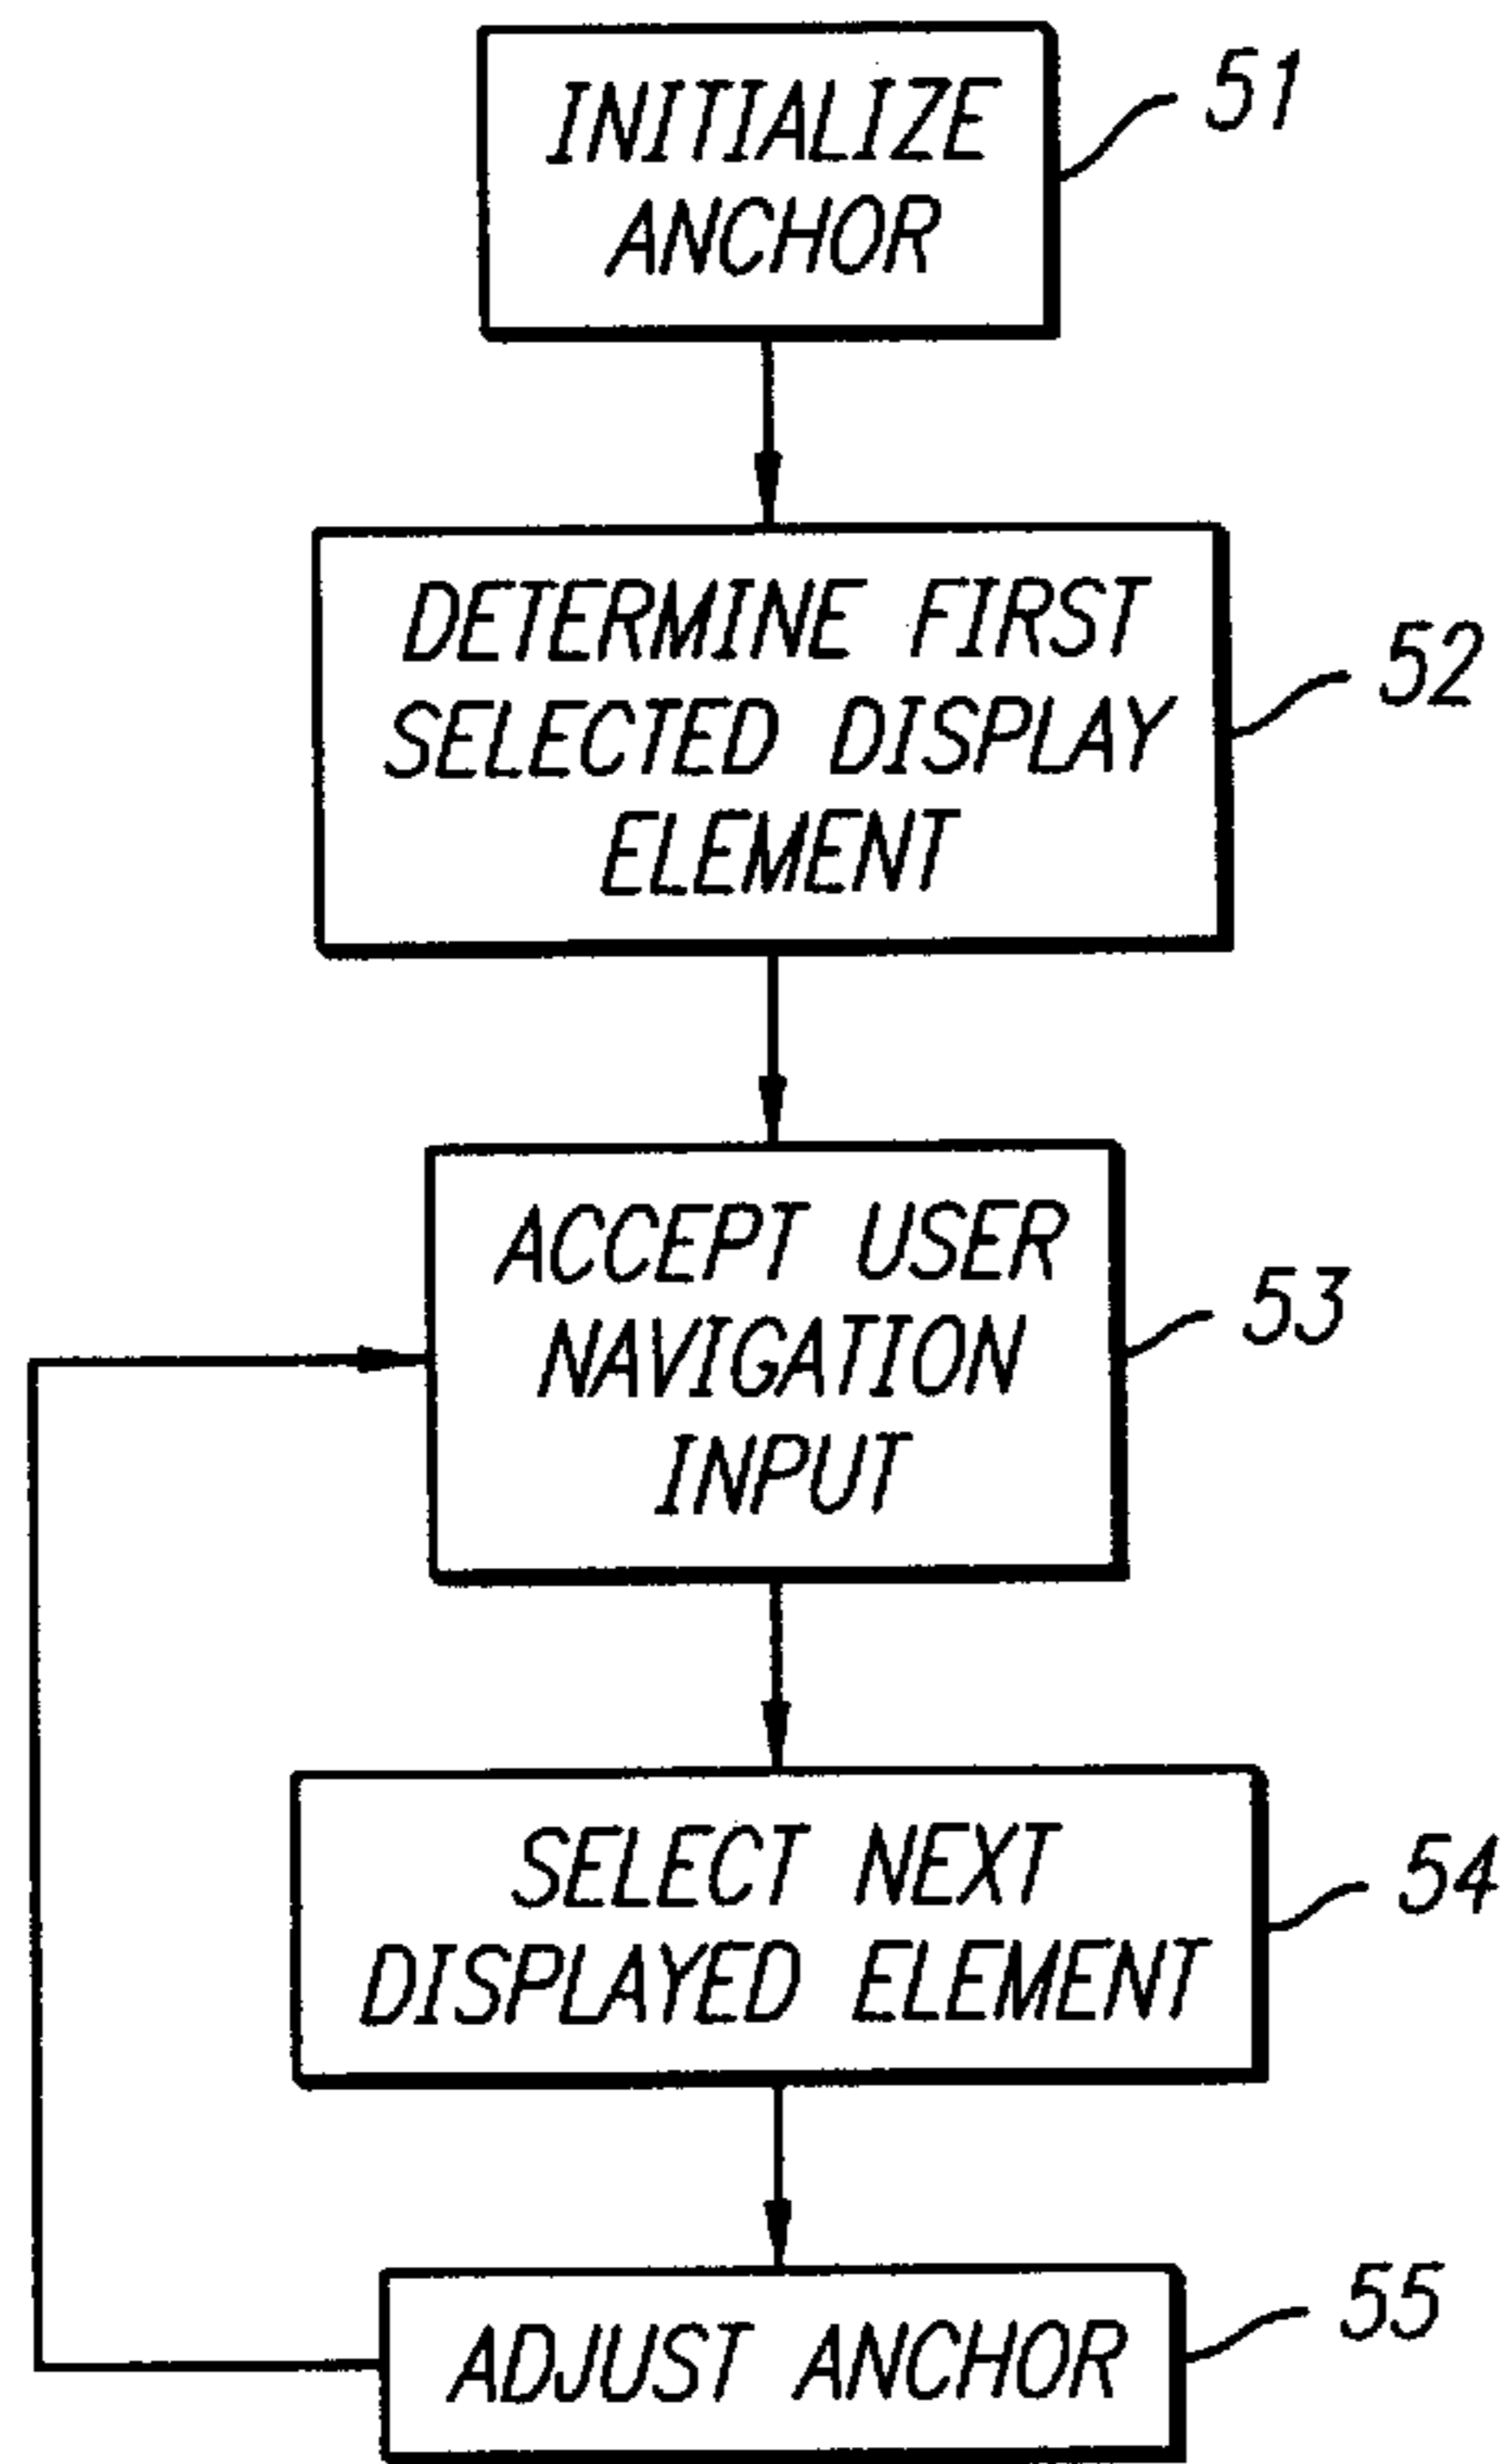 INITIALIZE
ANCHOR
51
DETERMINE FIRST
SELECTED DISPLAY
ELEMENT
52
ACCEPT USER
NAVIGATION
INPUT
53
SELECT NEXT
DISPLAYED ELEMENT
54
ADJUST ANCHOR
55